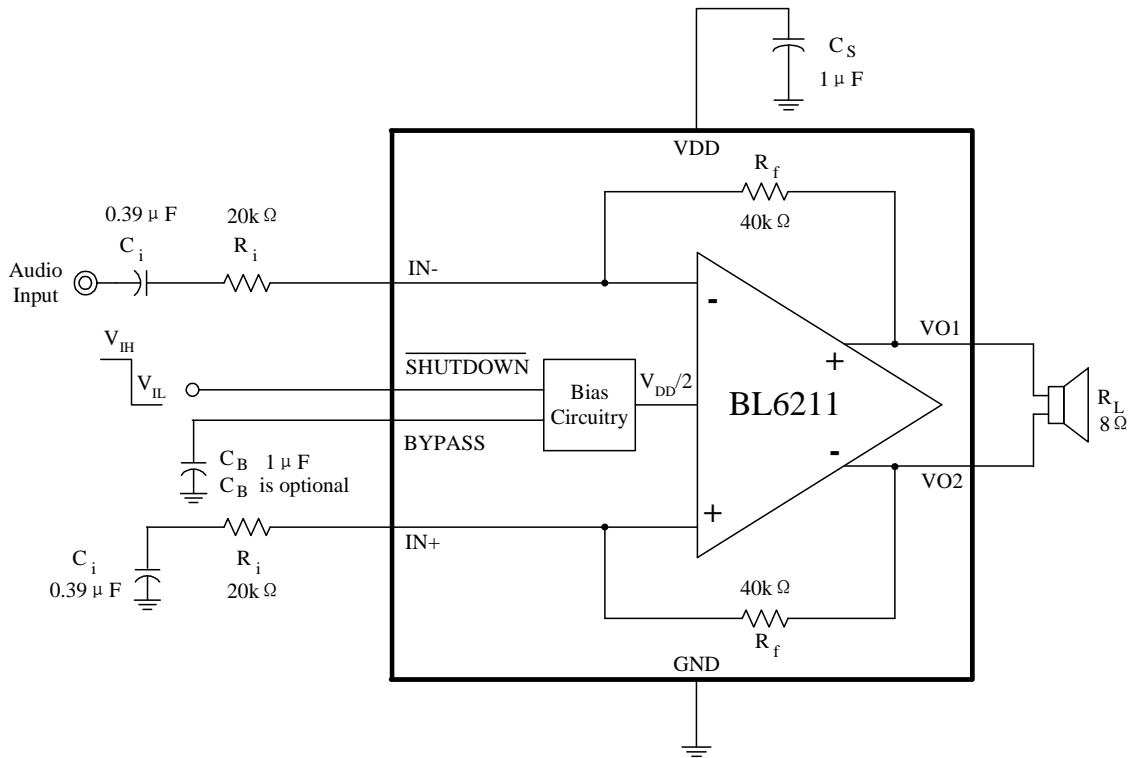 C S
1 μ F
VDD
R f
40k Ω
0.39 μ F
C i
20k Ω
R i
Audio
Input
IN-
V IH
V IL
SHUTDOWN
BYPASS
Bias
Circuitry
V DD /2
-
+
BL6211
+
-
VO1
VO2
R L
8 Ω
C B 1 μ F
C B is optional
IN+
R i
20k Ω
C i
0.39 μ F
40k Ω
R f
GND